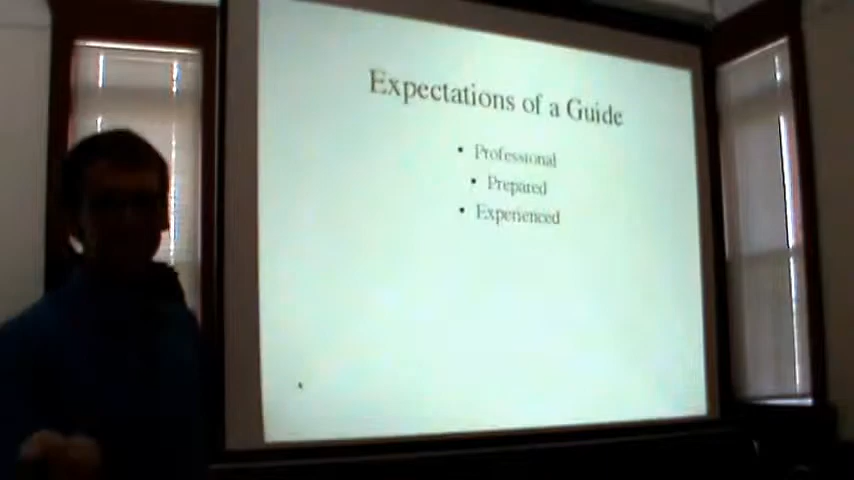 Expectations of a Guide
• Professional
• Prepared
• Experienced